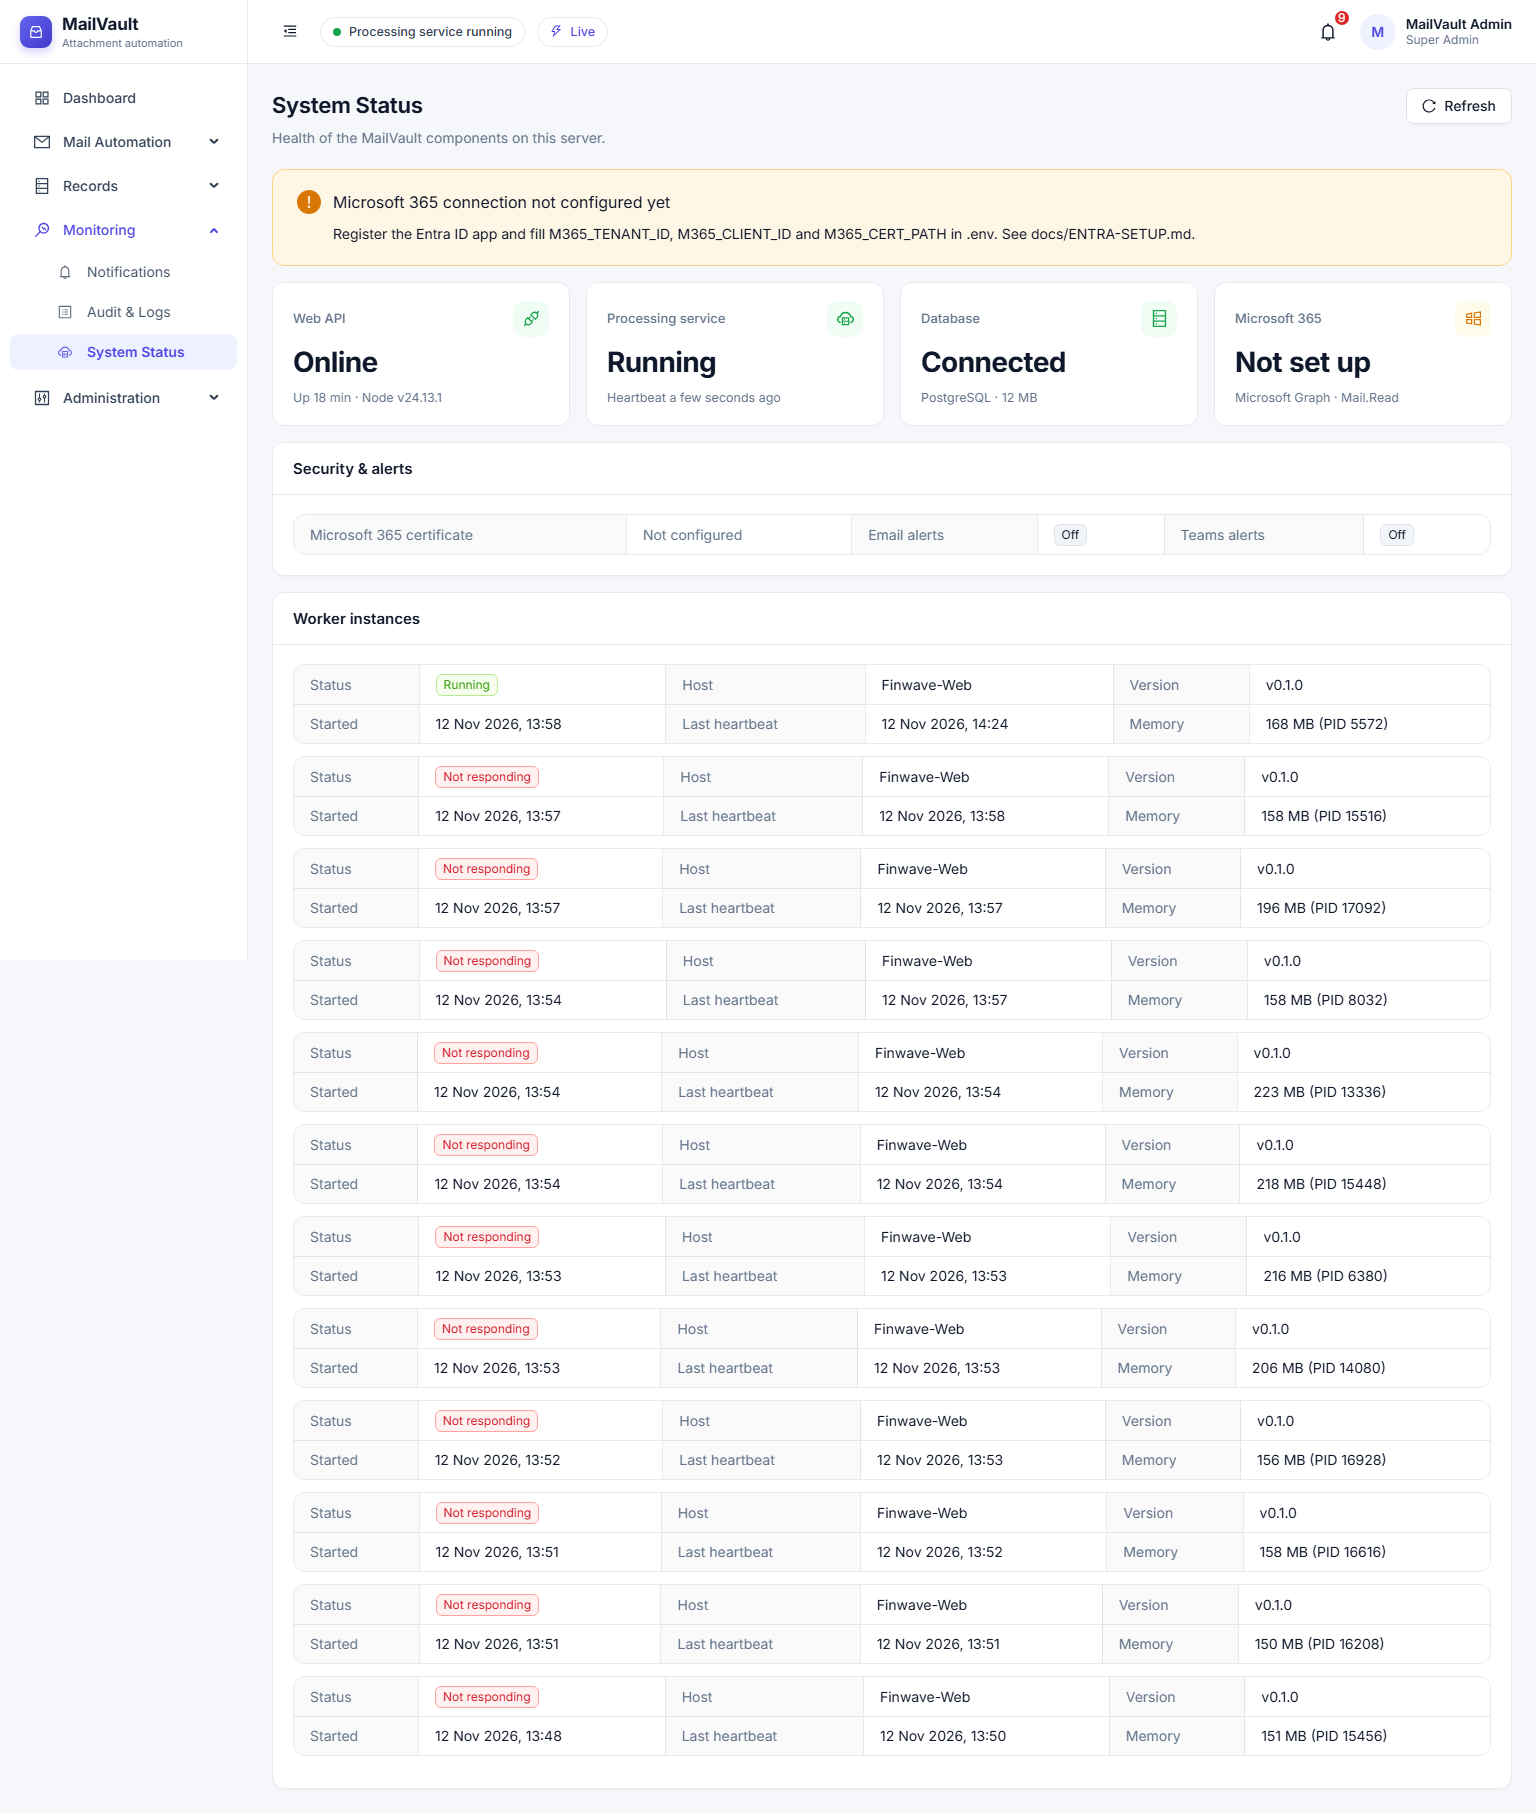 MailVault
Attachment automation
Processing service running
Live
9
M
MailVault Admin
Super Admin
Dashboard
Mail Automation
Records
Monitoring
Notifications
Audit & Logs
System Status
Administration
System Status
Health of the MailVault components on this server.
Refresh
Microsoft 365 connection not configured yet
Register the Entra ID app and fill M365_TENANT_ID, M365_CLIENT_ID and M365_CERT_PATH in .env. See docs/ENTRA-SETUP.md.
Web API
Online
Up 18 min · Node v24.13.1
Processing service
Running
Heartbeat a few seconds ago
Database
Connected
PostgreSQL · 12 MB
Microsoft 365
Not set up
Microsoft Graph · Mail.Read
Security & alerts
Microsoft 365 certificate Not configured Email alerts Off Teams alerts Off
Worker instances
Status Running Host Finwave-Web Version v0.1.0
Started 12 Nov 2026, 13:58 Last heartbeat 12 Nov 2026, 14:24 Memory 168 MB (PID 5572)
Status Not responding Host Finwave-Web Version v0.1.0
Started 12 Nov 2026, 13:57 Last heartbeat 12 Nov 2026, 13:58 Memory 158 MB (PID 15516)
Status Not responding Host Finwave-Web Version v0.1.0
Started 12 Nov 2026, 13:57 Last heartbeat 12 Nov 2026, 13:57 Memory 196 MB (PID 17092)
Status Not responding Host Finwave-Web Version v0.1.0
Started 12 Nov 2026, 13:54 Last heartbeat 12 Nov 2026, 13:57 Memory 158 MB (PID 8032)
Status Not responding Host Finwave-Web Version v0.1.0
Started 12 Nov 2026, 13:54 Last heartbeat 12 Nov 2026, 13:54 Memory 223 MB (PID 13336)
Status Not responding Host Finwave-Web Version v0.1.0
Started 12 Nov 2026, 13:54 Last heartbeat 12 Nov 2026, 13:54 Memory 218 MB (PID 15448)
Status Not responding Host Finwave-Web Version v0.1.0
Started 12 Nov 2026, 13:53 Last heartbeat 12 Nov 2026, 13:53 Memory 216 MB (PID 6380)
Status Not responding Host Finwave-Web Version v0.1.0
Started 12 Nov 2026, 13:53 Last heartbeat 12 Nov 2026, 13:53 Memory 206 MB (PID 14080)
Status Not responding Host Finwave-Web Version v0.1.0
Started 12 Nov 2026, 13:52 Last heartbeat 12 Nov 2026, 13:53 Memory 156 MB (PID 16928)
Status Not responding Host Finwave-Web Version v0.1.0
Started 12 Nov 2026, 13:51 Last heartbeat 12 Nov 2026, 13:52 Memory 158 MB (PID 16616)
Status Not responding Host Finwave-Web Version v0.1.0
Started 12 Nov 2026, 13:51 Last heartbeat 12 Nov 2026, 13:51 Memory 150 MB (PID 16208)
Status Not responding Host Finwave-Web Version v0.1.0
Started 12 Nov 2026, 13:48 Last heartbeat 12 Nov 2026, 13:50 Memory 151 MB (PID 15456)